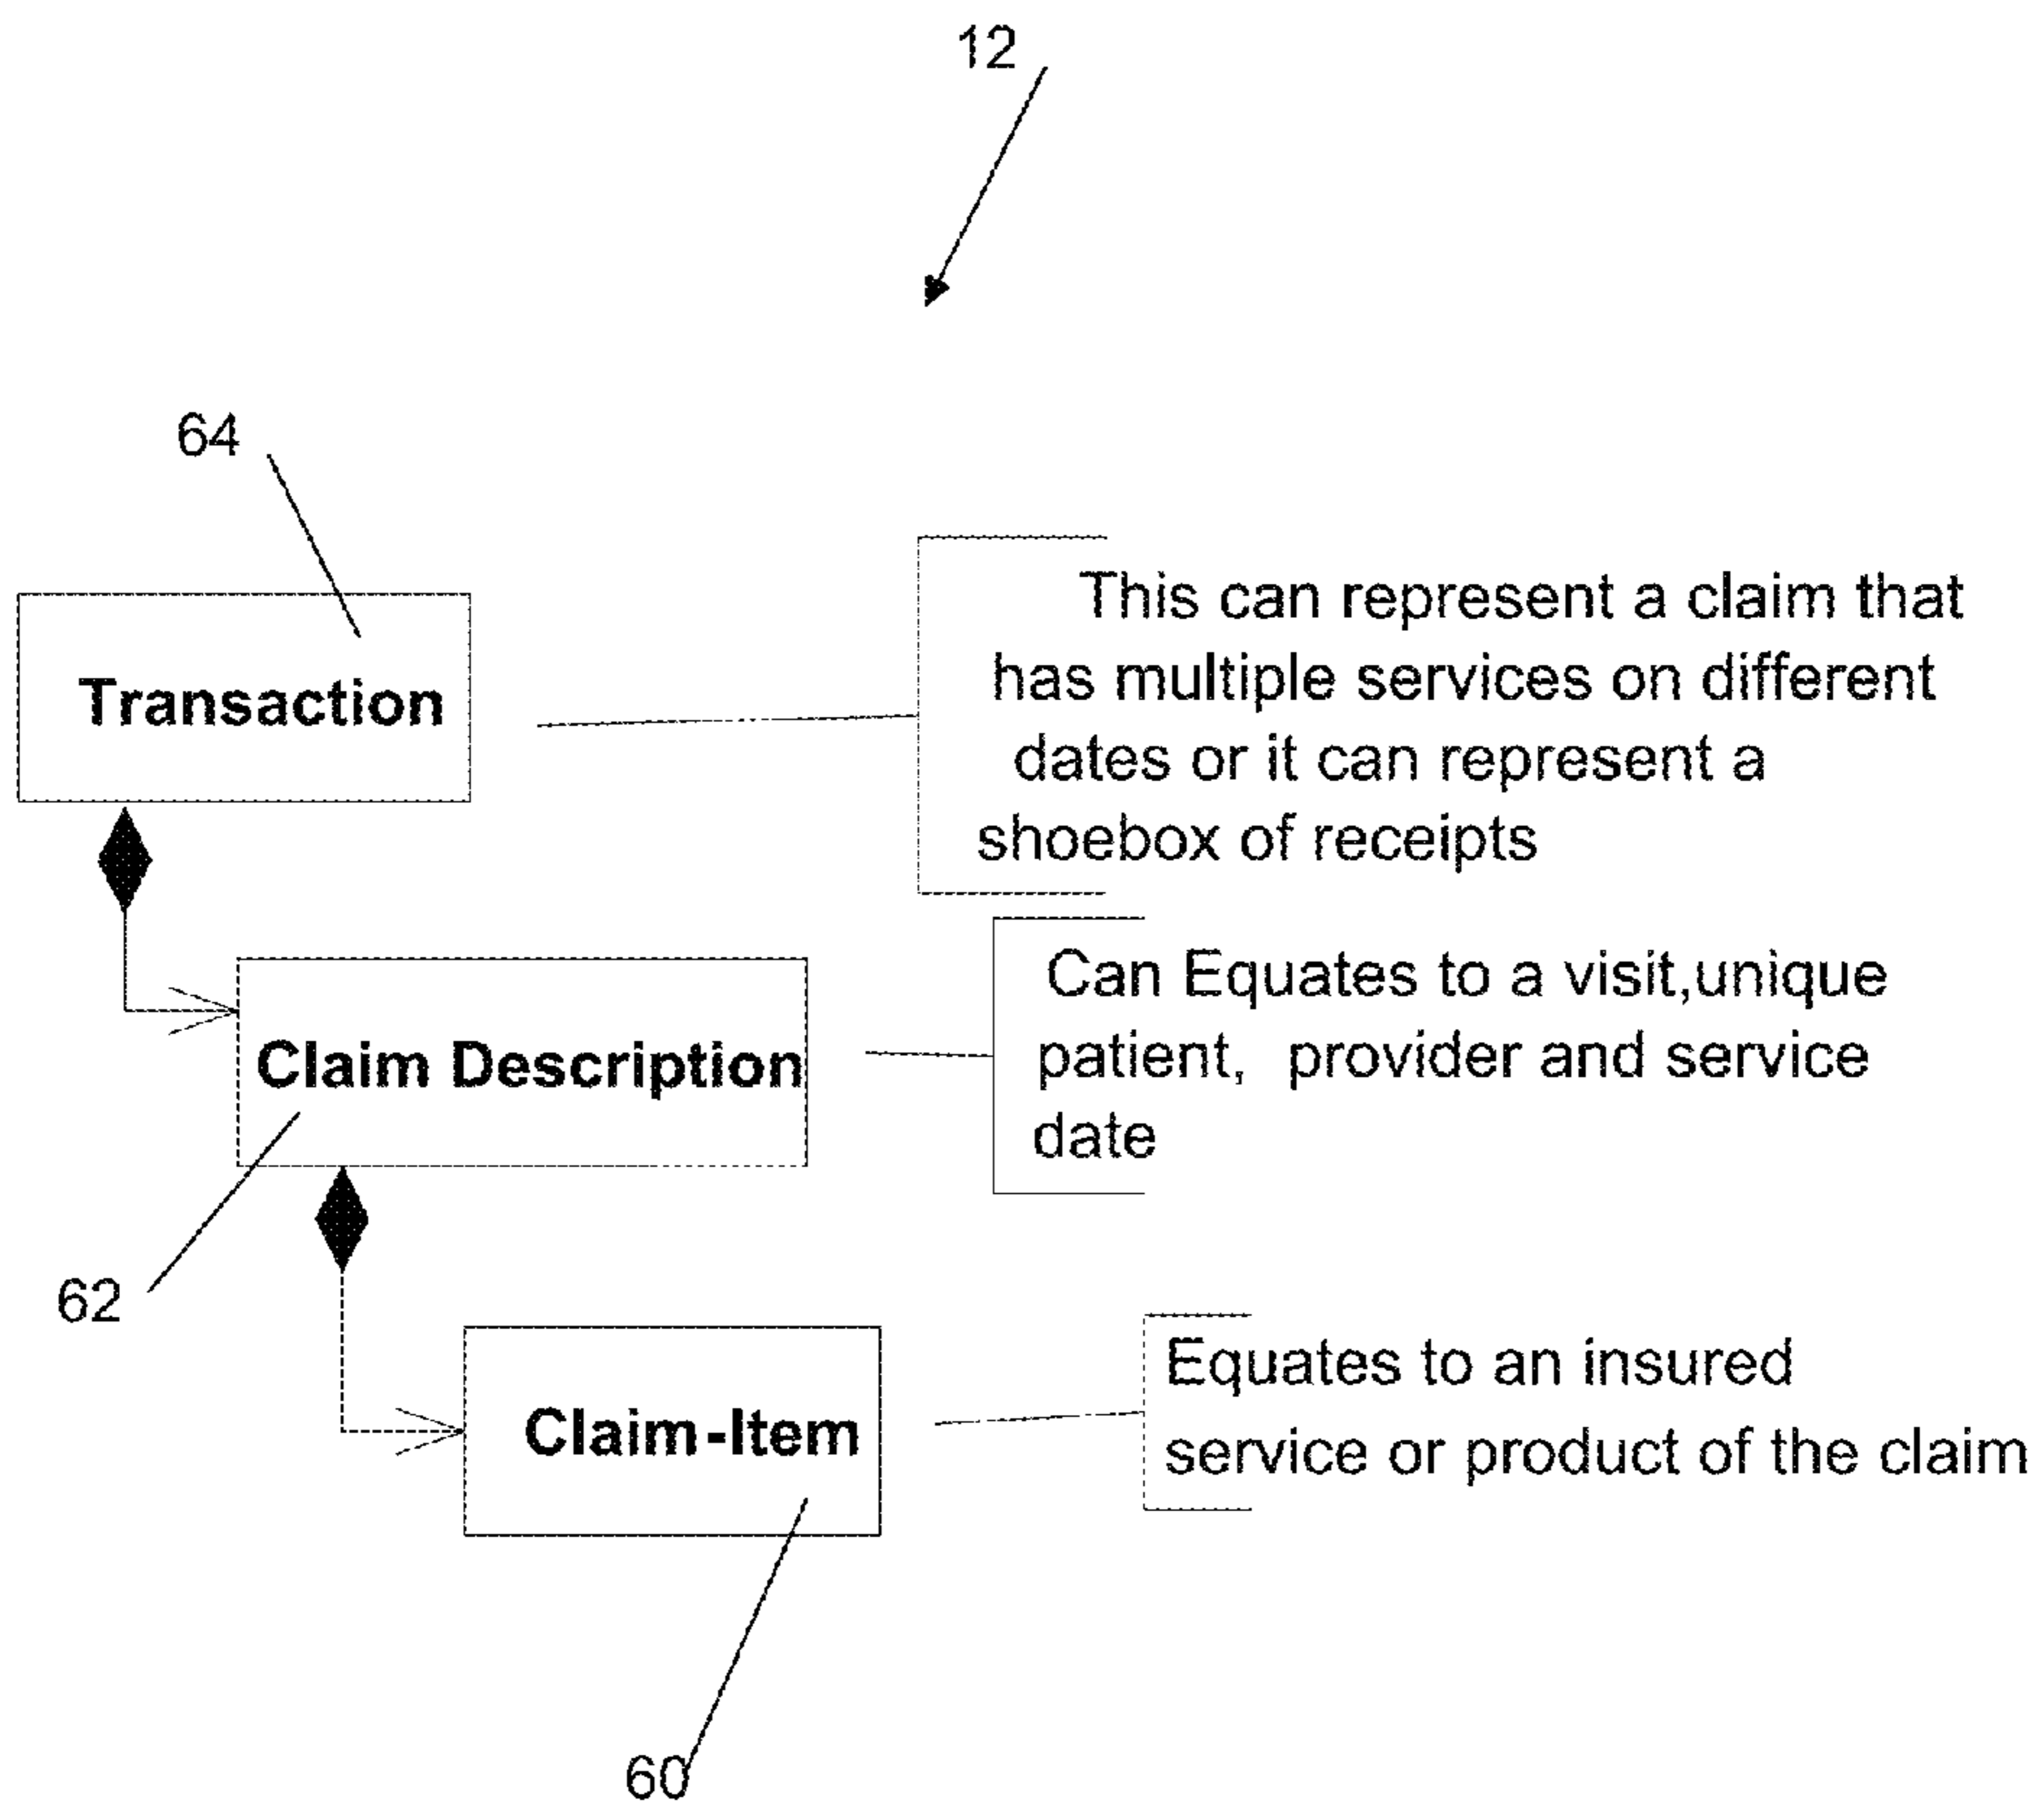 12
64
Transaction
This can represent a claim that
has multiple services on different
dates or it can represent a
shoebox of receipts
Claim Description
Can Equates to a visit,unique
patient, provider and service
date
62
Claim-Item
Equates to an insured
service or product of the claim
60